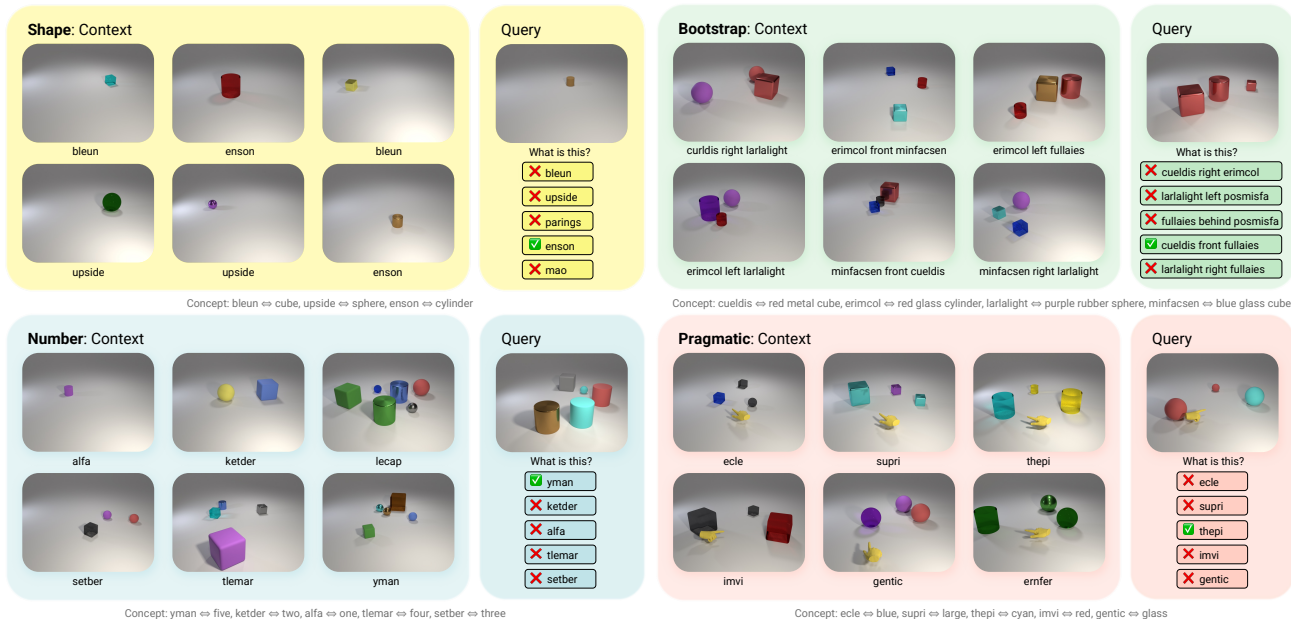 Shape: Context
Query
bleun
enson
bleun
upside
upside
enson
What is this?
bleun
upside
parings
enson
mao
Concept: bleun ⇔ cube, upside ⇔ sphere, enson ⇔ cylinder
Bootstrap: Context
Query
curldis right larlalight
erimcol front minfacsen
erimcol left fullaies
erimcol left larlalight
minfacsen front cueldis
minfacsen right larlalight
What is this?
cueldis right erimcol
larlalight left posmisfa
fullaies behind posmisfa
cueldis front fullaies
larlalight right fullaies
Concept: cueldis ⇔ red metal cube, erimcol ⇔ red glass cylinder, larlalight ⇔ purple rubber sphere, minfacsen ⇔ blue glass cube
Number: Context
Query
alfa
ketder
lecap
setber
tlemar
yman
What is this?
yman
ketder
alfa
tlemar
setber
Concept: yman ⇔ five, ketder ⇔ two, alfa ⇔ one, tlemar ⇔ four, setber ⇔ three
Pragmatic: Context
Query
ecle
supri
thepi
imvi
gentic
ernfer
What is this?
ecle
supri
thepi
imvi
gentic
Concept: ecle ⇔ blue, supri ⇔ large, thepi ⇔ cyan, imvi ⇔ red, gentic ⇔ glass